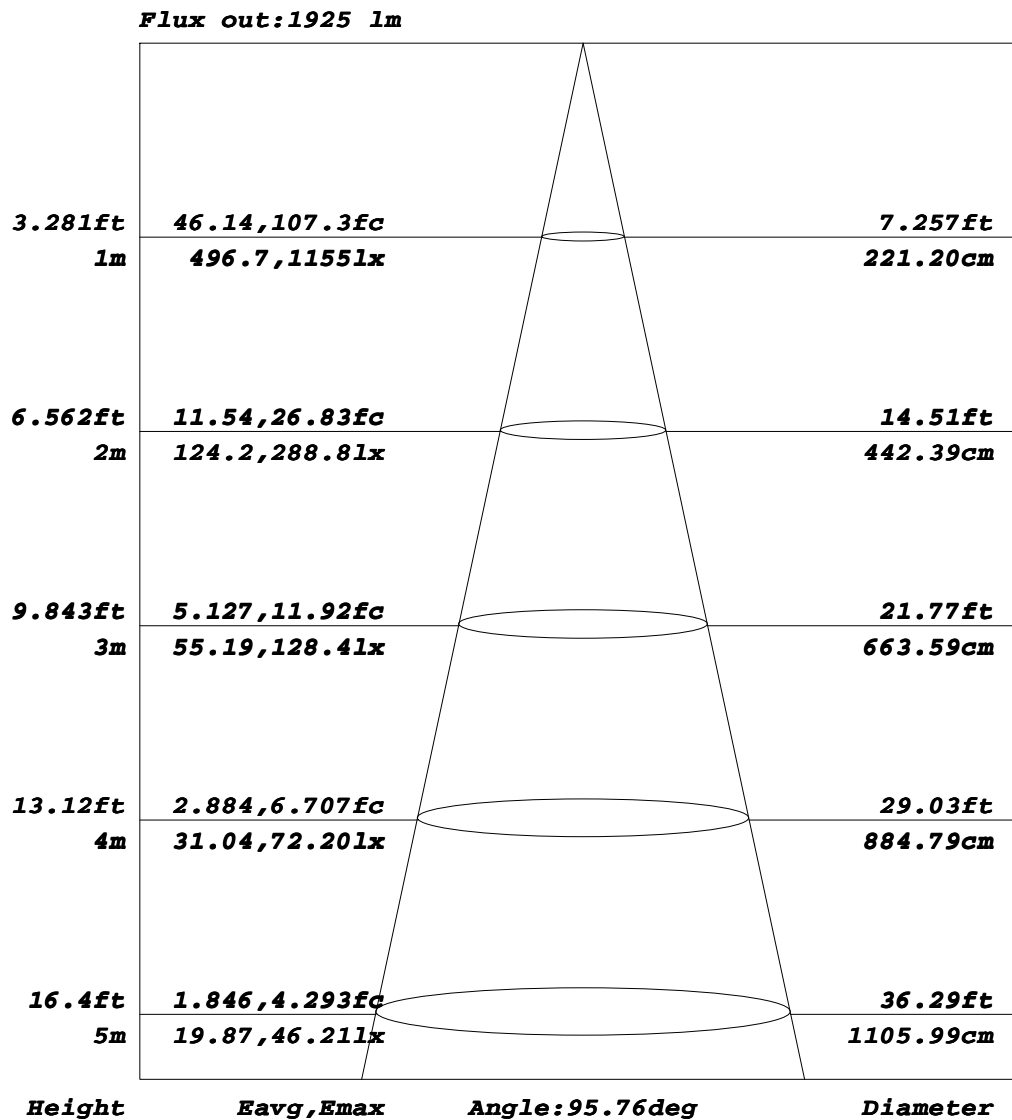 Flux out:1925 lm
3.281ft 46.14,107.3fc 7.257ft
1m 496.7,1155lx 221.20cm
6.562ft 11.54,26.83fc 14.51ft
2m 124.2,288.8lx 442.39cm
9.843ft 5.127,11.92fc 21.77ft
3m 55.19,128.4lx 663.59cm
13.12ft 2.884,6.707fc 29.03ft
4m 31.04,72.20lx 884.79cm
16.4ft 1.846,4.293fc 36.29ft
5m 19.87,46.21lx 1105.99cm
Height Eavg,Emax Angle:95.76deg Diameter